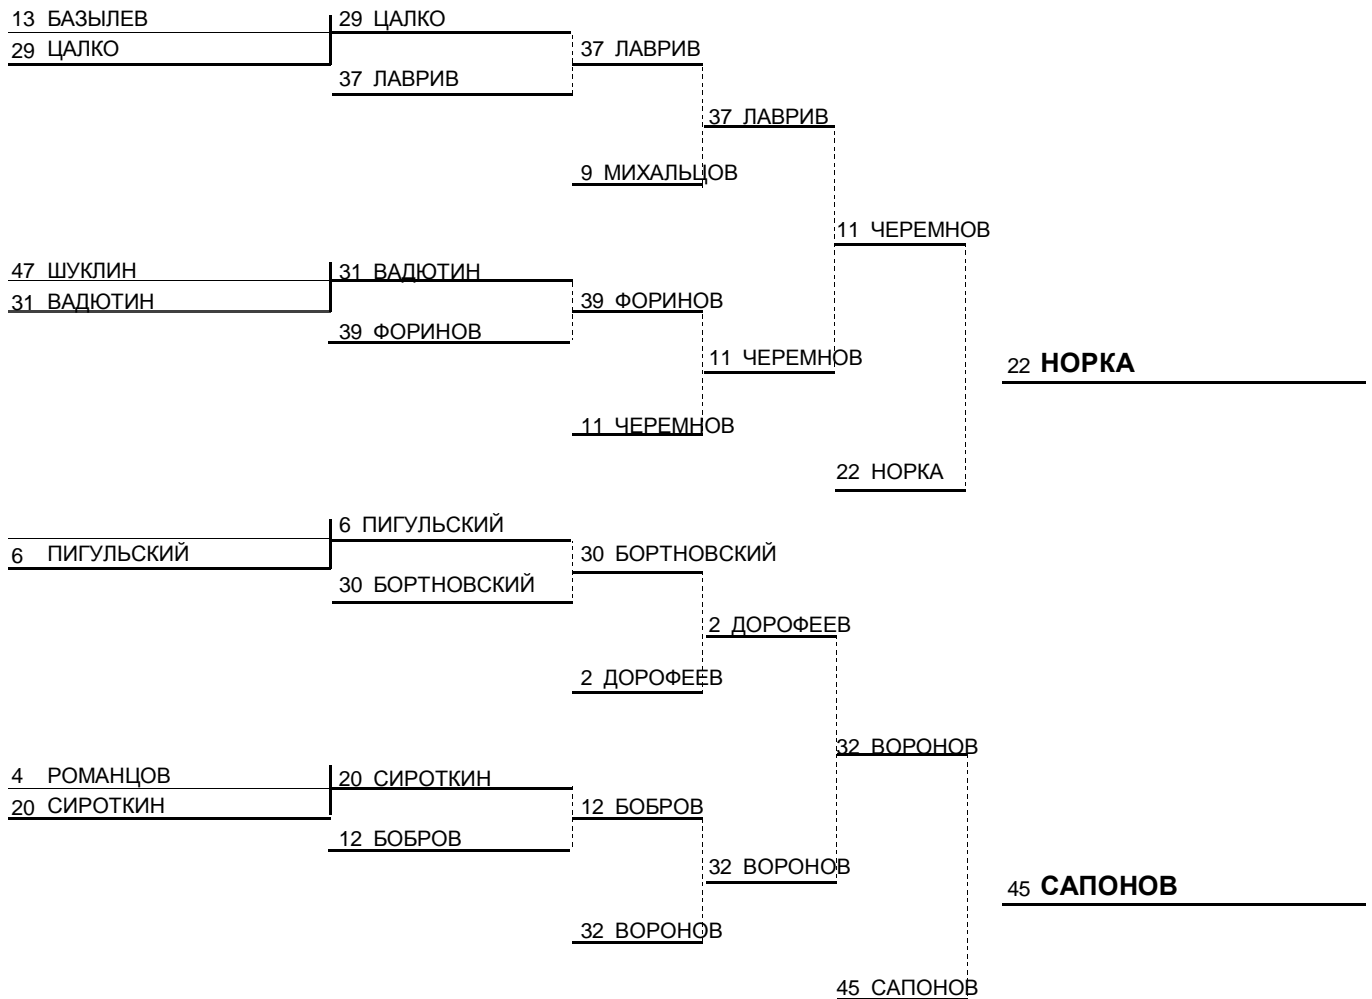 13 БАЗЫЛЕВ
29 ЦАЛКО
29 ЦАЛКО
37 ЛАВРИВ
37 ЛАВРИВ
37 ЛАВРИВ
9 МИХАЛЬЦОВ
11 ЧЕРЕМНОВ
47 ШУКЛИН
31 ВАДЮТИН
31 ВАДЮТИН
39 ФОРИНОВ
39 ФОРИНОВ
11 ЧЕРЕМНОВ
22 НОРКА
11 ЧЕРЕМНОВ
22 НОРКА
6 ПИГУЛЬСКИЙ
6 ПИГУЛЬСКИЙ
30 БОРТНОВСКИЙ
30 БОРТНОВСКИЙ
2 ДОРОФЕЕВ
2 ДОРОФЕЕВ
32 ВОРОНОВ
4 РОМАНЦОВ
20 СИРОТКИН
20 СИРОТКИН
12 БОБРОВ
12 БОБРОВ
32 ВОРОНОВ
45 САПОНОВ
32 ВОРОНОВ
45 САПОНОВ